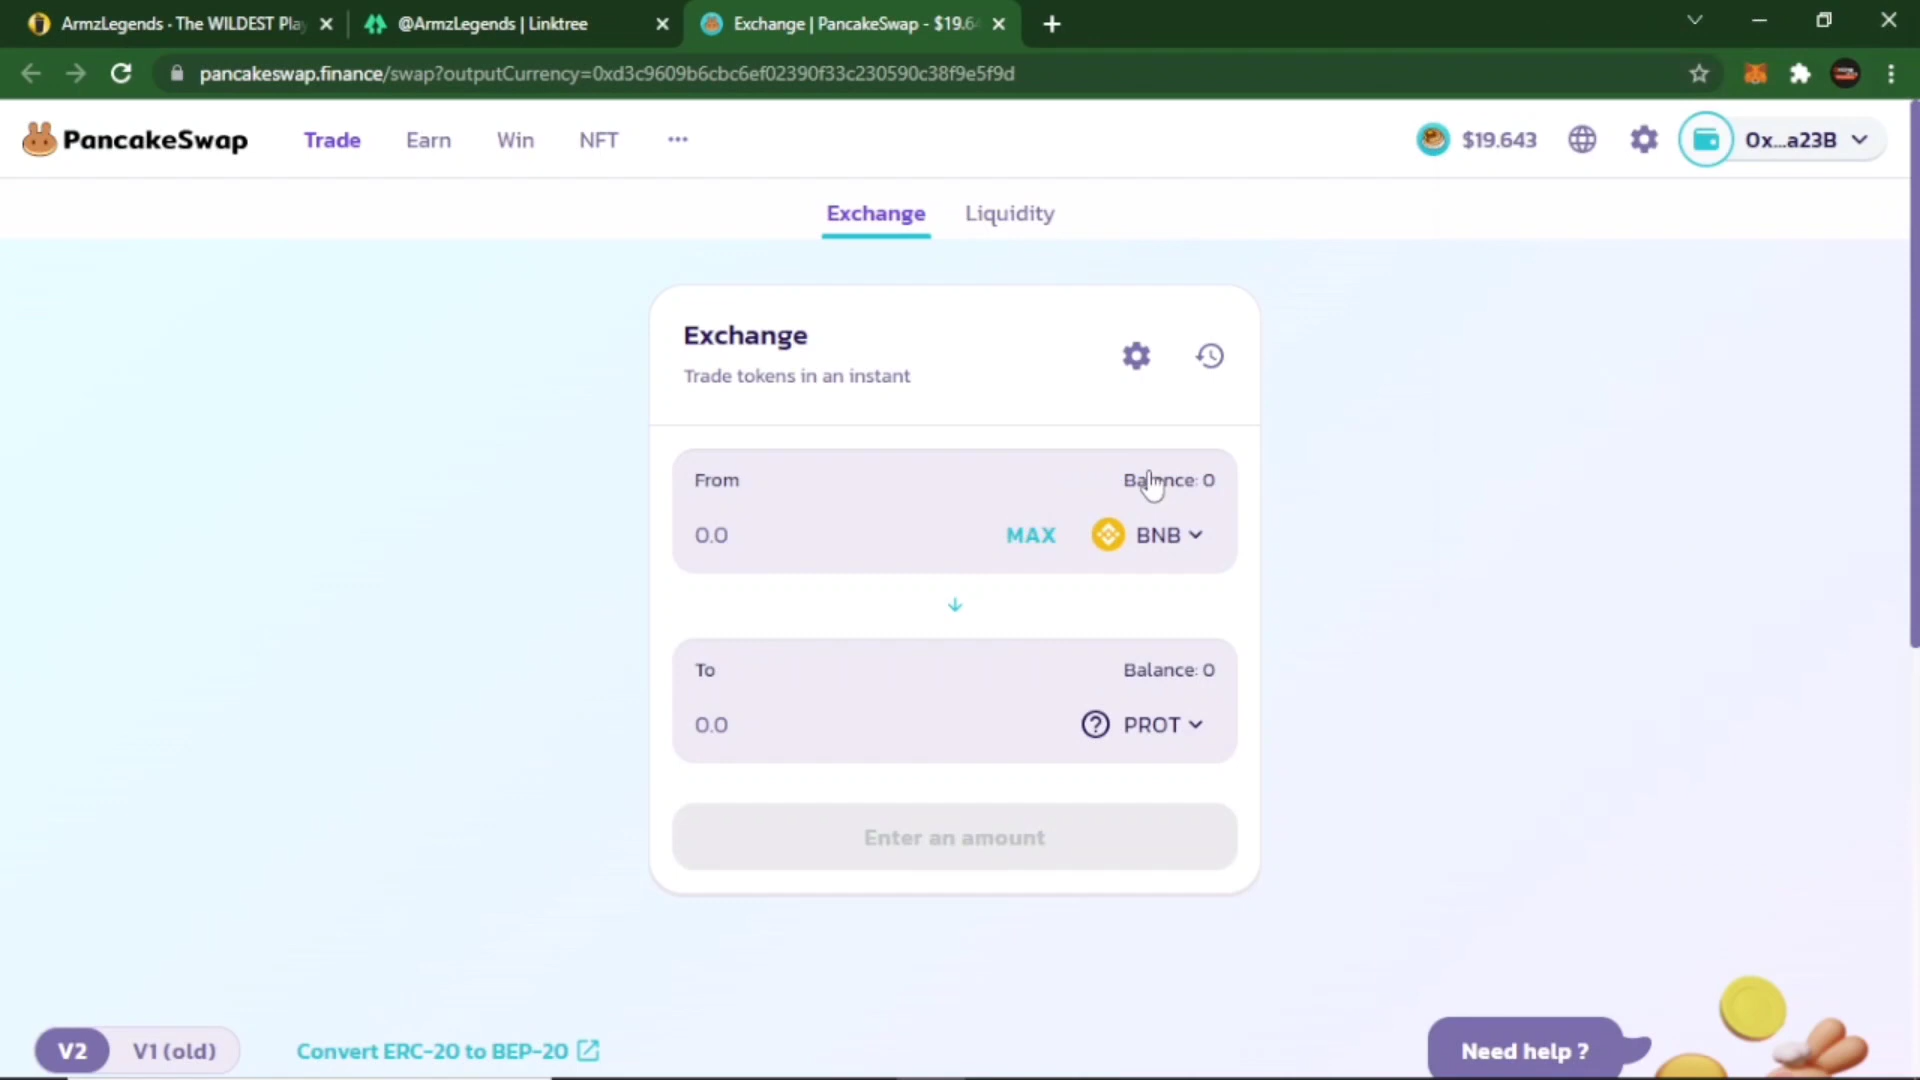 ArmzLegends - The WILDEST Play
@ArmzLegends | Linktree
Exchange | PancakeSwap - $19.64
pancakeswap.finance/swap?outputCurrency=0xd3c9609b6cbc6ef02390f33c230590c38f9e5f9d
PancakeSwap
Trade
Earn
Win
NFT
$19.643
0x...a23B
Exchange
Liquidity
Exchange
Trade tokens in an instant
From
Balance: 0
0.0
MAX
BNB
To
Balance: 0
0.0
PROT
Enter an amount
V2
V1 (old)
Convert ERC-20 to BEP-20
Need help ?